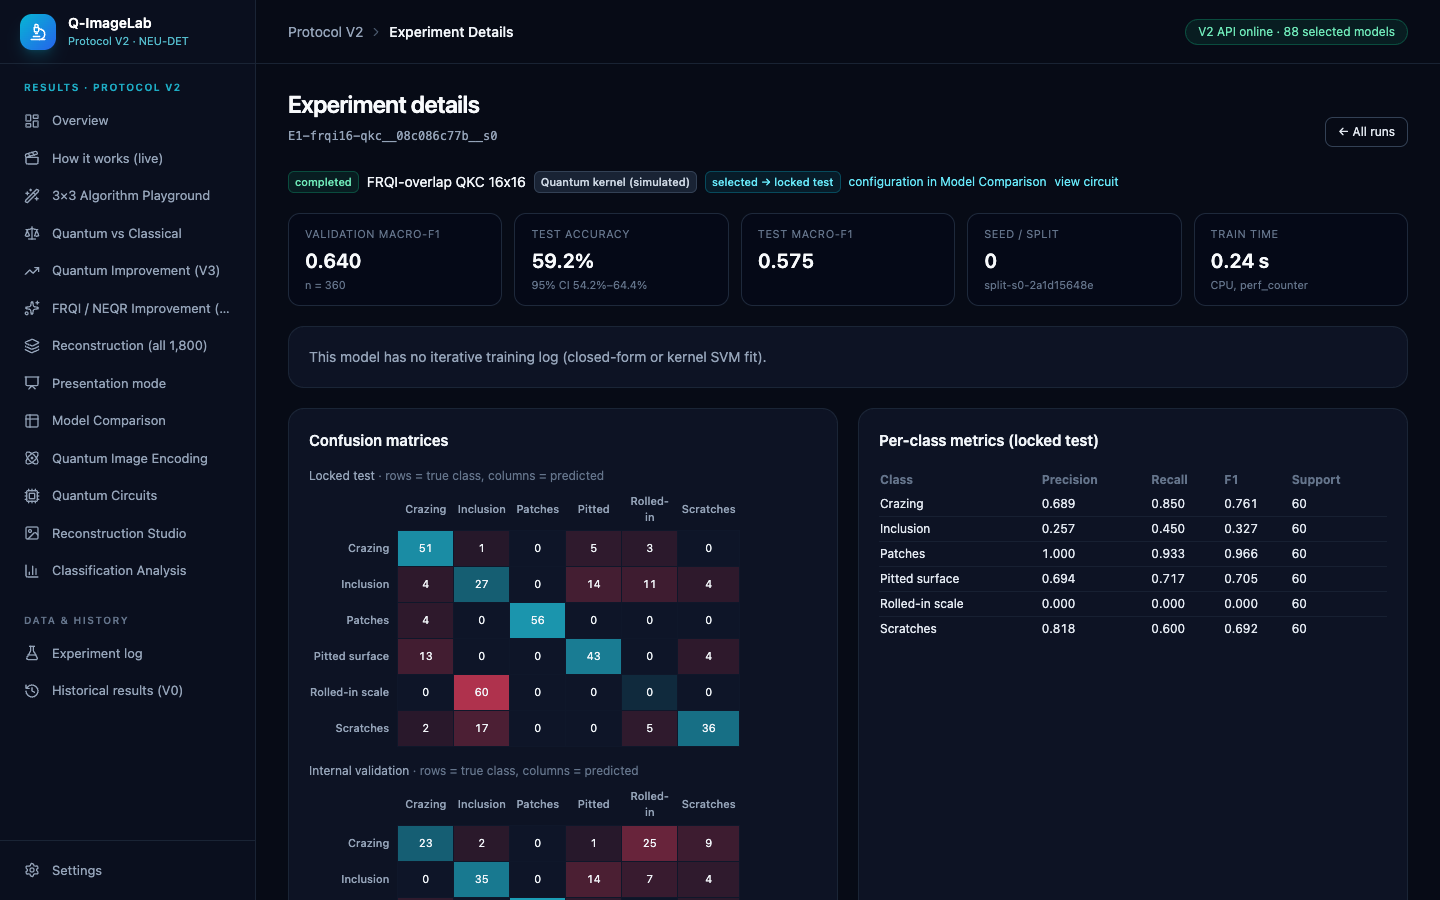 Q-ImageLab
Protocol V2 · NEU-DET
Protocol V2 > Experiment Details
V2 API online · 88 selected models
RESULTS · PROTOCOL V2
Overview
How it works (live)
3×3 Algorithm Playground
Quantum vs Classical
Quantum Improvement (V3)
FRQI / NEQR Improvement (...
Reconstruction (all 1,800)
Presentation mode
Model Comparison
Quantum Image Encoding
Quantum Circuits
Reconstruction Studio
Classification Analysis
DATA & HISTORY
Experiment log
Historical results (V0)
Settings
Experiment details
E1-frqi16-qkc__08c086c77b__s0
← All runs
completed FRQI-overlap QKC 16x16 Quantum kernel (simulated) selected → locked test configuration in Model Comparison view circuit
VALIDATION MACRO-F1
0.640
n = 360
TEST ACCURACY
59.2%
95% CI 54.2%–64.4%
TEST MACRO-F1
0.575
SEED / SPLIT
0
split-s0-2a1d15648e
TRAIN TIME
0.24 s
CPU, perf_counter
This model has no iterative training log (closed-form or kernel SVM fit).
Confusion matrices
Locked test · rows = true class, columns = predicted
Crazing Inclusion Patches Pitted Rolled-in Scratches
Crazing 51 1 0 5 3 0
Inclusion 4 27 0 14 11 4
Patches 4 0 56 0 0 0
Pitted surface 13 0 0 43 0 4
Rolled-in scale 0 60 0 0 0 0
Scratches 2 17 0 0 5 36
Internal validation · rows = true class, columns = predicted
Crazing Inclusion Patches Pitted Rolled-in Scratches
Crazing 23 2 0 1 25 9
Inclusion 0 35 0 14 7 4
Per-class metrics (locked test)
Class Precision Recall F1 Support
Crazing 0.689 0.850 0.761 60
Inclusion 0.257 0.450 0.327 60
Patches 1.000 0.933 0.966 60
Pitted surface 0.694 0.717 0.705 60
Rolled-in scale 0.000 0.000 0.000 60
Scratches 0.818 0.600 0.692 60